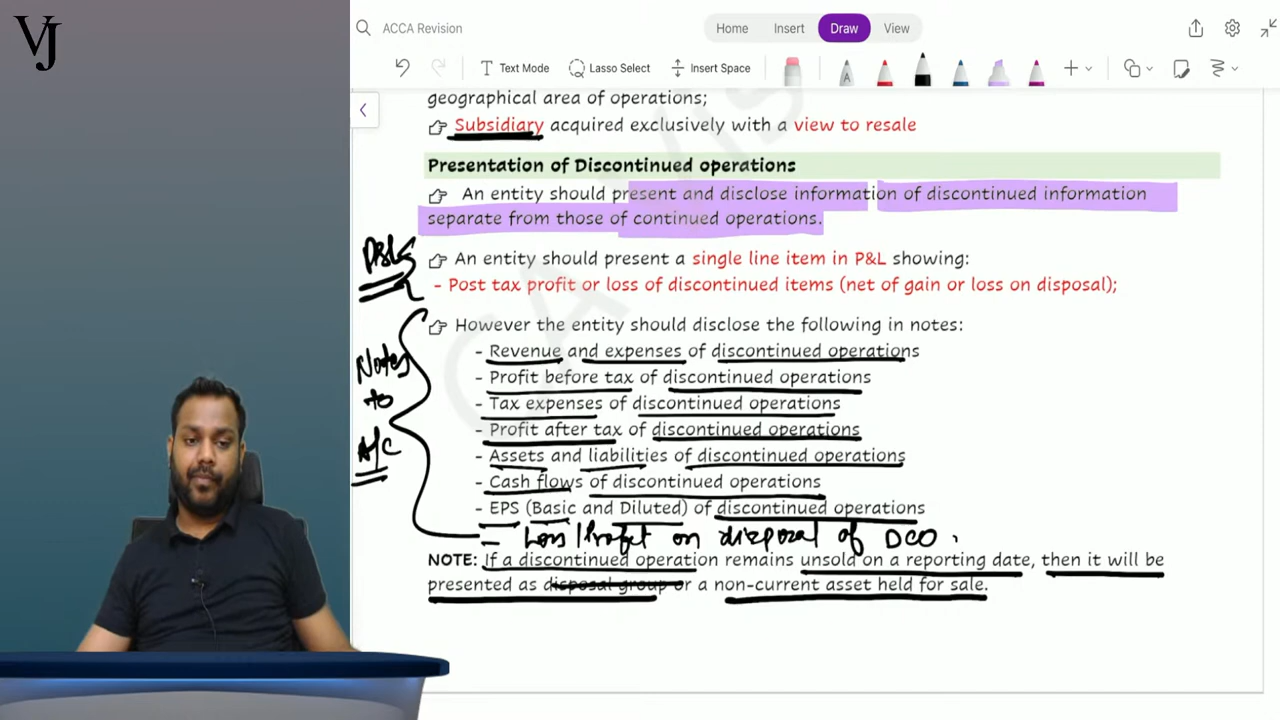 VJ
ACCA Revision
Home Insert Draw View
Text Mode Lasso Select Insert Space
geographical area of operations;
Subsidiary acquired exclusively with a view to resale
Presentation of Discontinued operations
An entity should present and disclose information of discontinued information
separate from those of continued operations.
P&L
An entity should present a single line item in P&L showing:
- Post tax profit or loss of discontinued items (net of gain or loss on disposal);
However the entity should disclose the following in notes:
Notes
to
A/C
- Revenue and expenses of discontinued operations
- Profit before tax of discontinued operations
- Tax expenses of discontinued operations
- Profit after tax of discontinued operations
- Assets and liabilities of discontinued operations
- Cash flows of discontinued operations
- EPS (Basic and Diluted) of discontinued operations
- Loss/Profit on disposal of DCO.
NOTE: If a discontinued operation remains unsold on a reporting date, then it will be
presented as disposal group or a non-current asset held for sale.